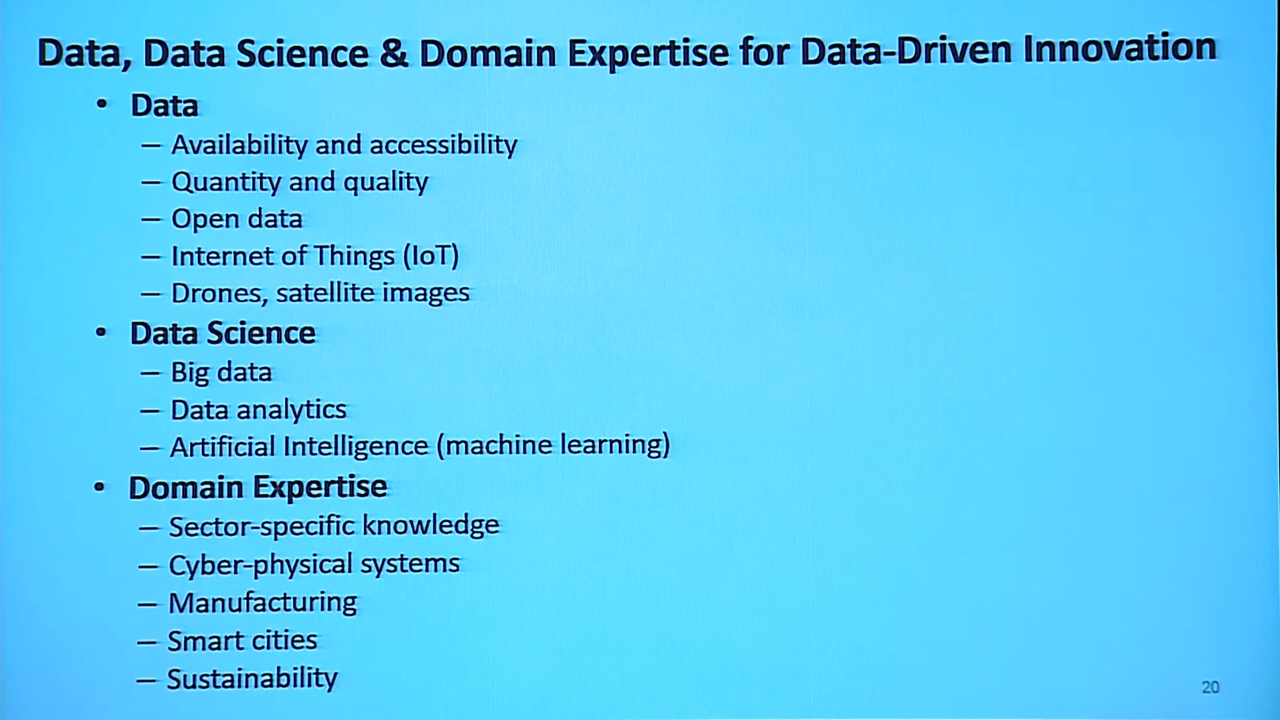 Data, Data Science & Domain Expertise for Data-Driven Innovation
• Data
– Availability and accessibility
– Quantity and quality
– Open data
– Internet of Things (IoT)
– Drones, satellite images
• Data Science
– Big data
– Data analytics
– Artificial Intelligence (machine learning)
• Domain Expertise
– Sector-specific knowledge
– Cyber-physical systems
– Manufacturing
– Smart cities
– Sustainability
20